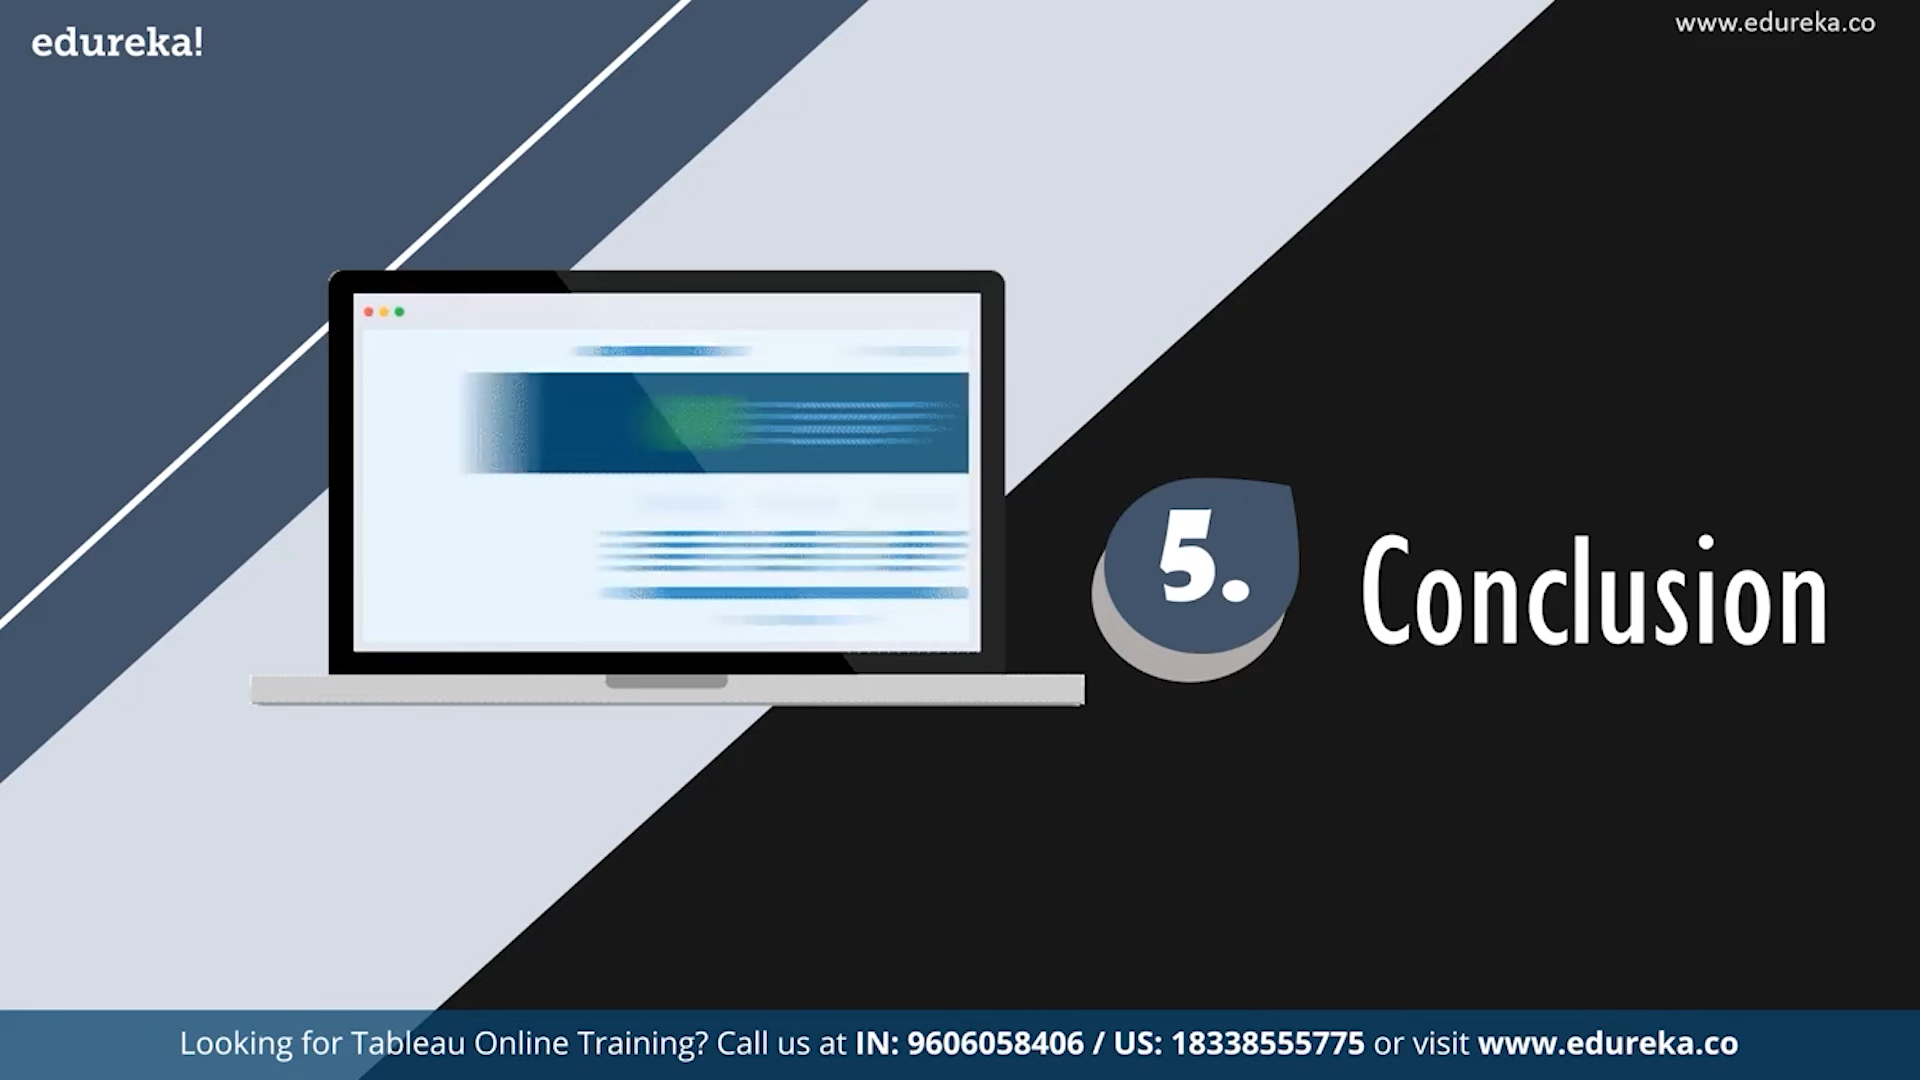 edureka!
www.edureka.co
5.
Conclusion
Looking for Tableau Online Training? Call us at IN: 9606058406 / US: 18338555775 or visit www.edureka.co